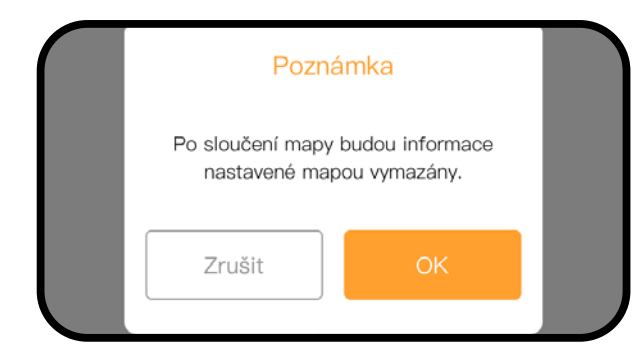 Poznámka
Po sloučení mapy budou informace
nastavené mapou vymazány.
Zrušit
OK